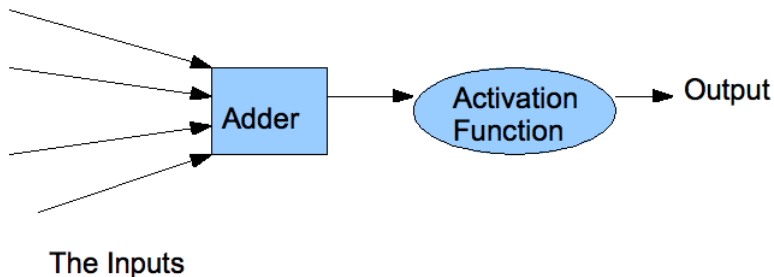 Adder
Activation
Function
Output
The Inputs